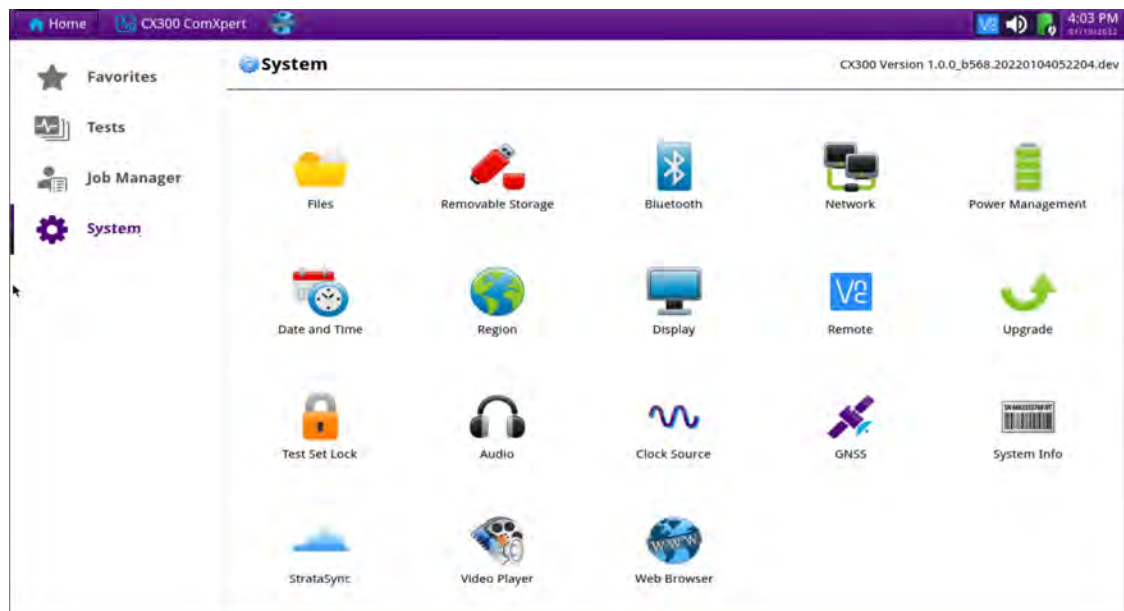 Home CX300 ComXpert 4:03 PM
System CX300 Version 1.0.0_b568.20220104052204.dev
Favorites
Tests
Job Manager
System
Files Removable Storage Bluetooth Network Power Management
Date and Time Region Display Remote Upgrade
Test Set Lock Audio Clock Source GNSS System Info
StrataSync Video Player Web Browser
WWW